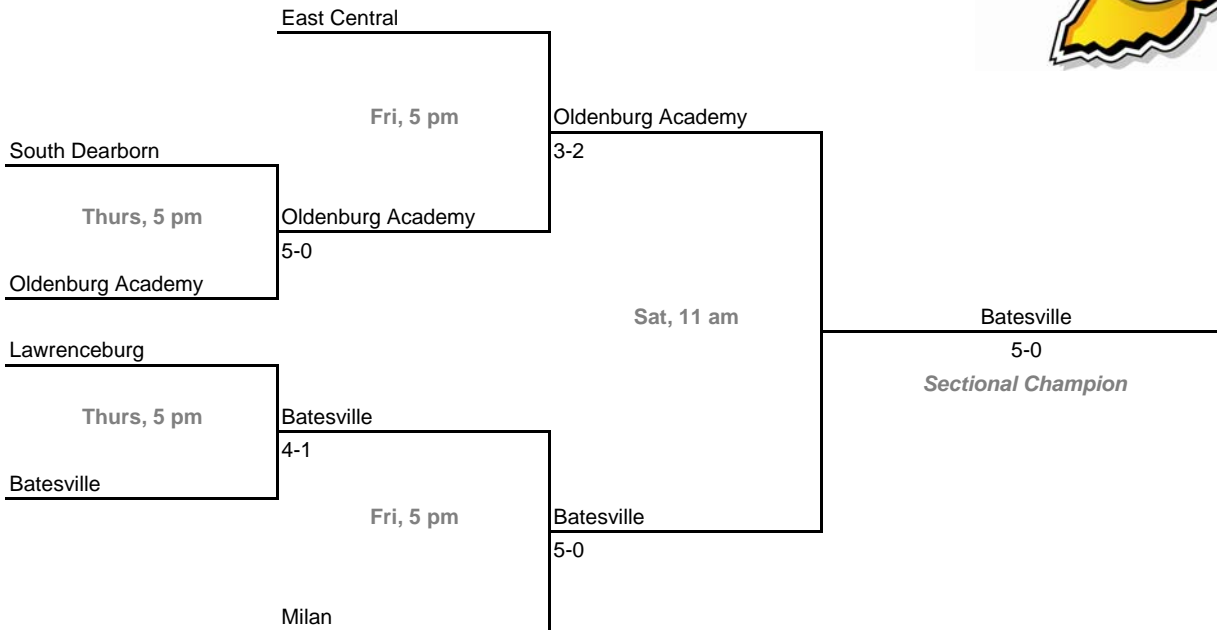 East Central
Fri, 5 pm
Oldenburg Academy
South Dearborn
3-2
Thurs, 5 pm
Oldenburg Academy
5-0
Oldenburg Academy
Sat, 11 am
Batesville
Lawrenceburg
5-0
Sectional Champion
Thurs, 5 pm
Batesville
4-1
Batesville
Fri, 5 pm
Batesville
5-0
Milan